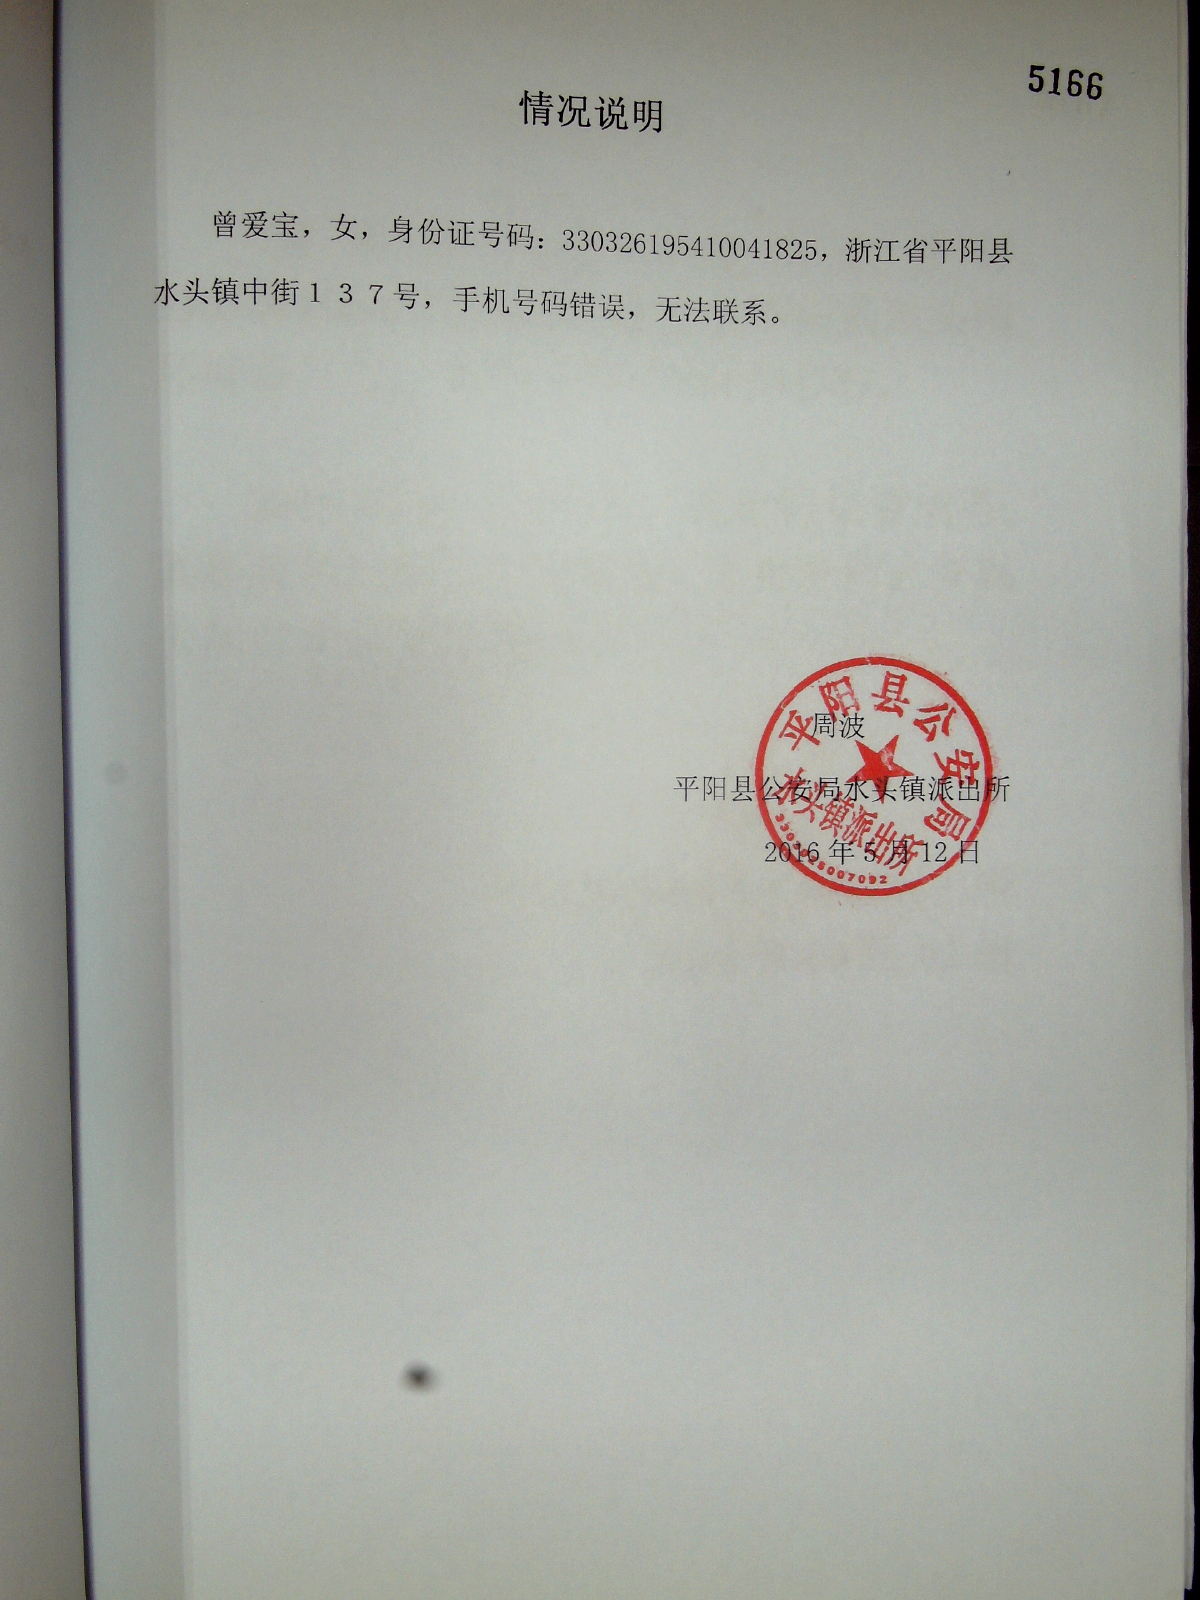 5166
情况说明
曾爱宝，女，身份证号码：330326195410041825，浙江省平阳县
水头镇中街１３７号，手机号码错误，无法联系。
周波
平阳县公安局水头镇派出所
2016 年 5 月 12 日
平阳县公安局
水头镇派出所